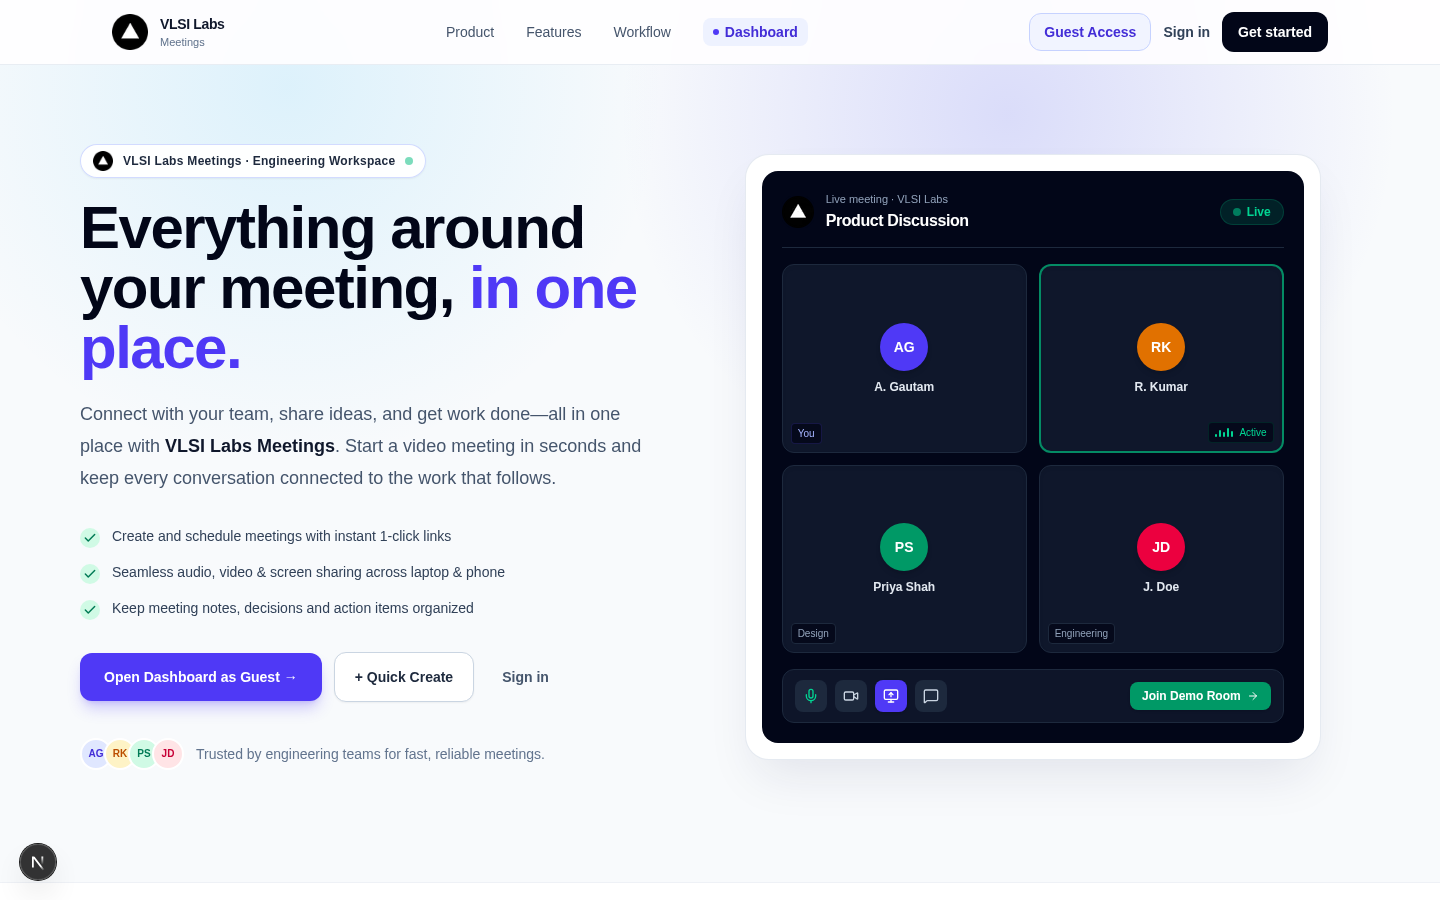 VLSI Labs
Meetings
Product
Features
Workflow
Dashboard
Guest Access
Sign in
Get started
VLSI Labs Meetings · Engineering Workspace
Everything around
your meeting, in one
place.
Connect with your team, share ideas, and get work done—all in one
place with VLSI Labs Meetings. Start a video meeting in seconds and
keep every conversation connected to the work that follows.
Create and schedule meetings with instant 1-click links
Seamless audio, video & screen sharing across laptop & phone
Keep meeting notes, decisions and action items organized
Open Dashboard as Guest →
+ Quick Create
Sign in
AG
RK
PS
JD
Trusted by engineering teams for fast, reliable meetings.
Live meeting · VLSI Labs
Product Discussion
Live
AG
A. Gautam
You
RK
R. Kumar
Active
PS
Priya Shah
Design
JD
J. Doe
Engineering
Join Demo Room
N